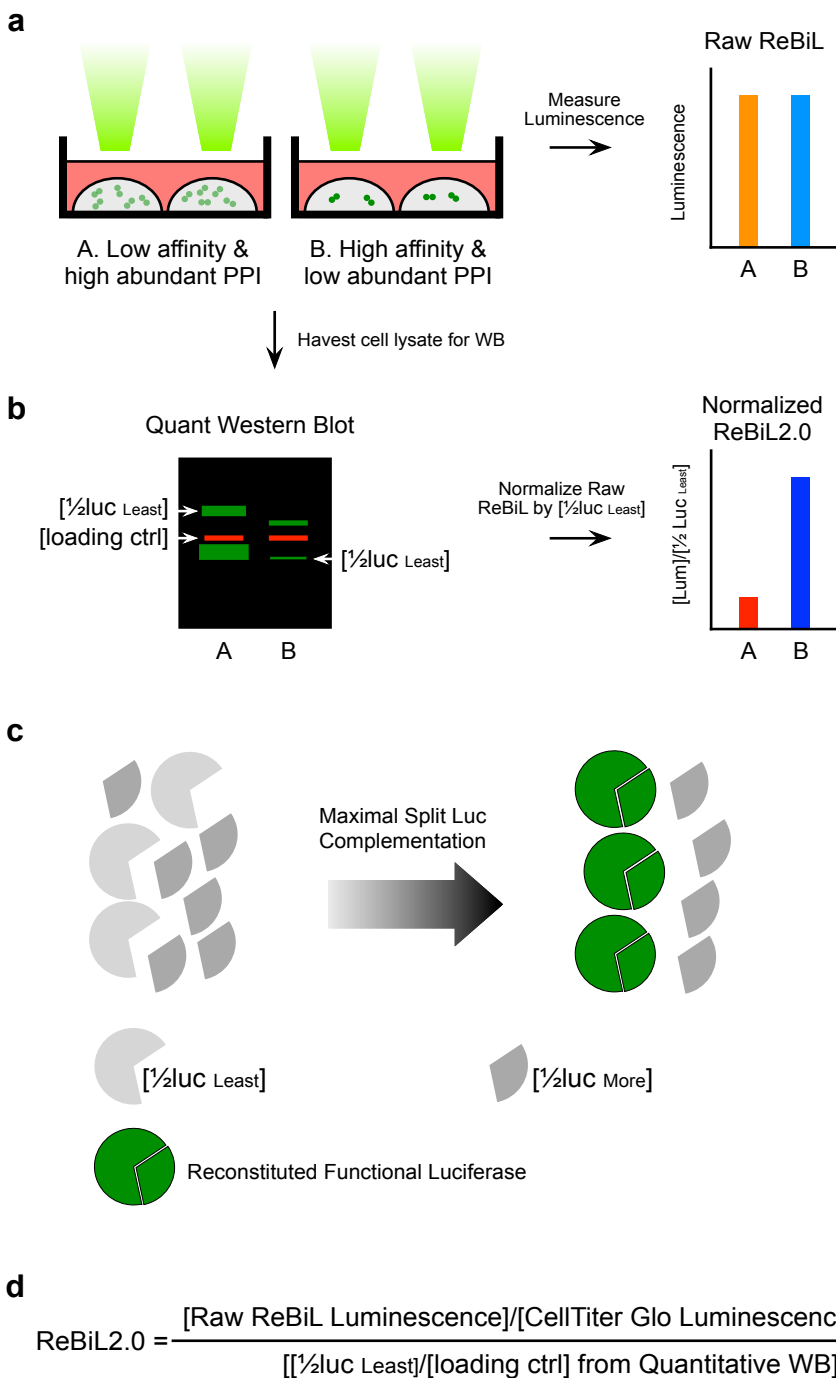 a
Raw ReBiL
Measure
Luminescence
Luminescence
A B
A. Low affinity &
high abundant PPI
B. High affinity &
low abundant PPI
Havest cell lysate for WB
b
Quant Western Blot
[½luc Least]
[loading ctrl]
[½luc Least]
A B
Normalize Raw
ReBiL by [½luc Least]
Normalized
ReBiL2.0
[Lum]/[½ Luc Least]
A B
c
Maximal Split Luc
Complementation
[½luc Least]
[½luc More]
Reconstituted Functional Luciferase
d
ReBiL2.0 =
[Raw ReBiL Luminescence]/[CellTiter Glo Luminescenc
[[½luc Least]/[loading ctrl] from Quantitative WB]